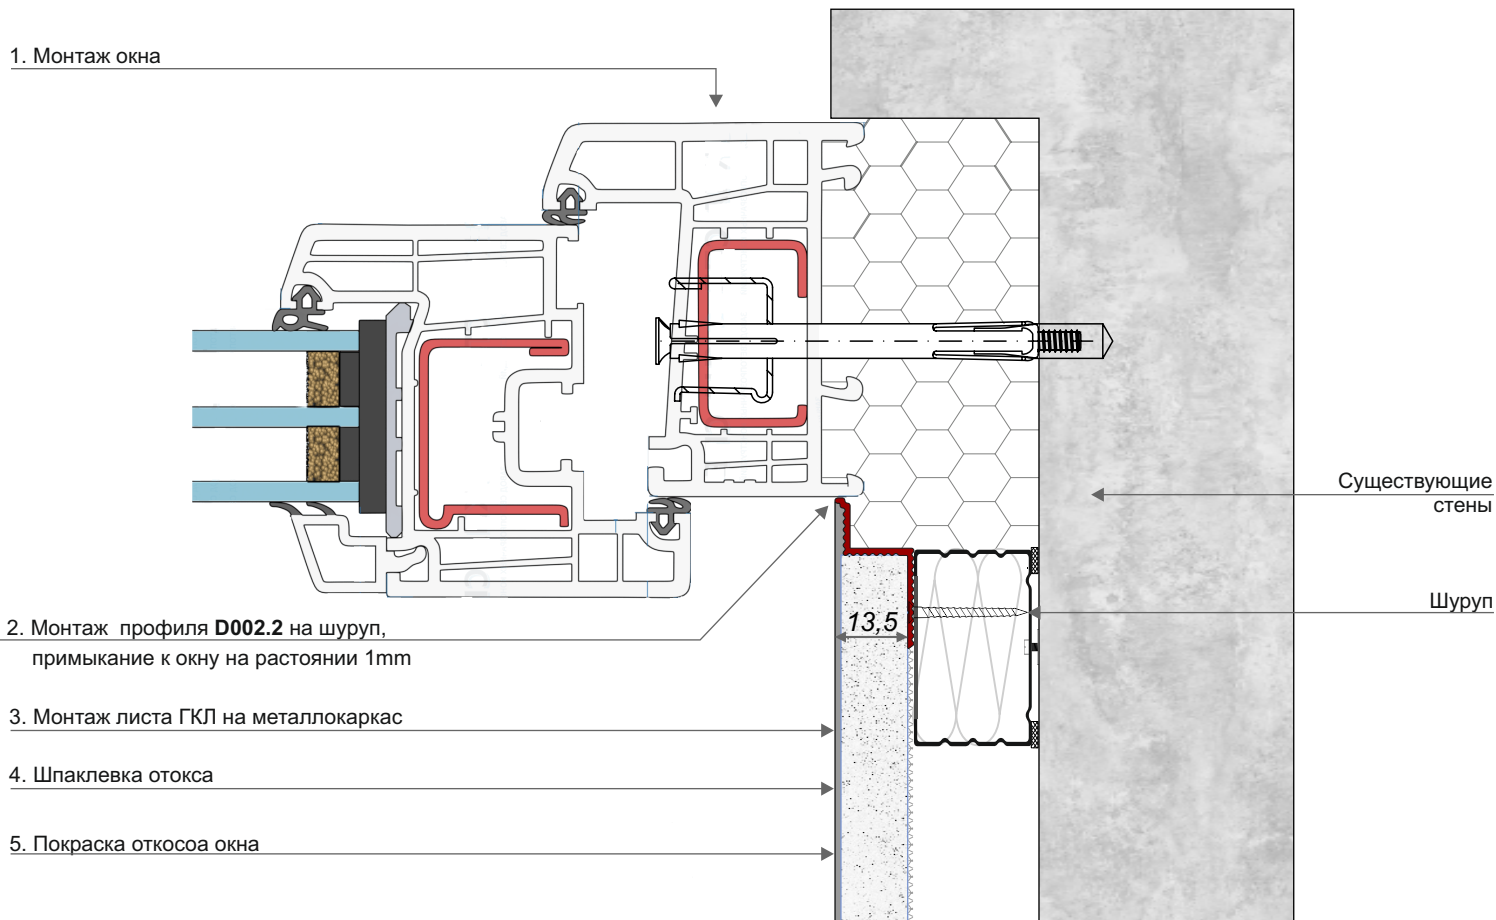 1. Монтаж окна
Существующие
стены
Шуруп
13,5
2. Монтаж профиля D002.2 на шуруп,
примыкание к окну на растоянии 1mm
3. Монтаж листа ГКЛ на металлокаркас
4. Шпаклевка отокса
5. Покраска откосоа окна